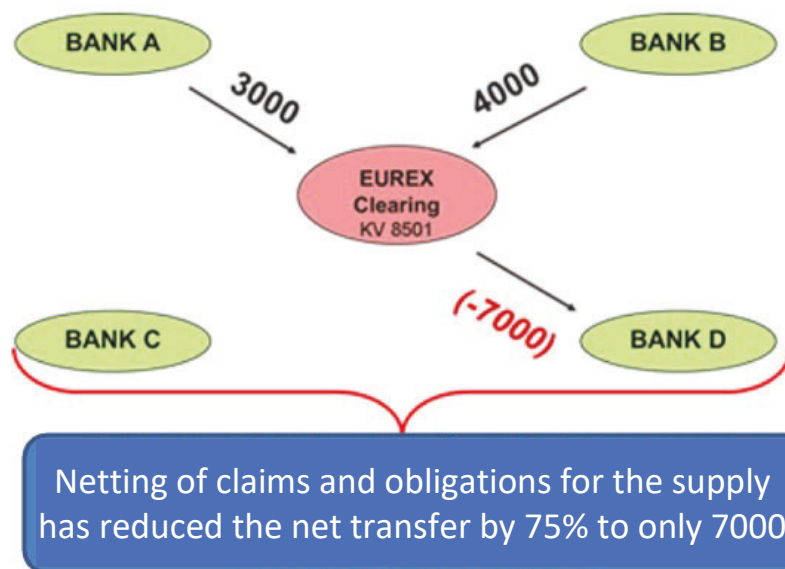 BANK A
BANK B
3000
4000
EUREX
Clearing
KV 8501
(-7000)
BANK C
BANK D
Netting of claims and obligations for the supply
has reduced the net transfer by 75% to only 7000